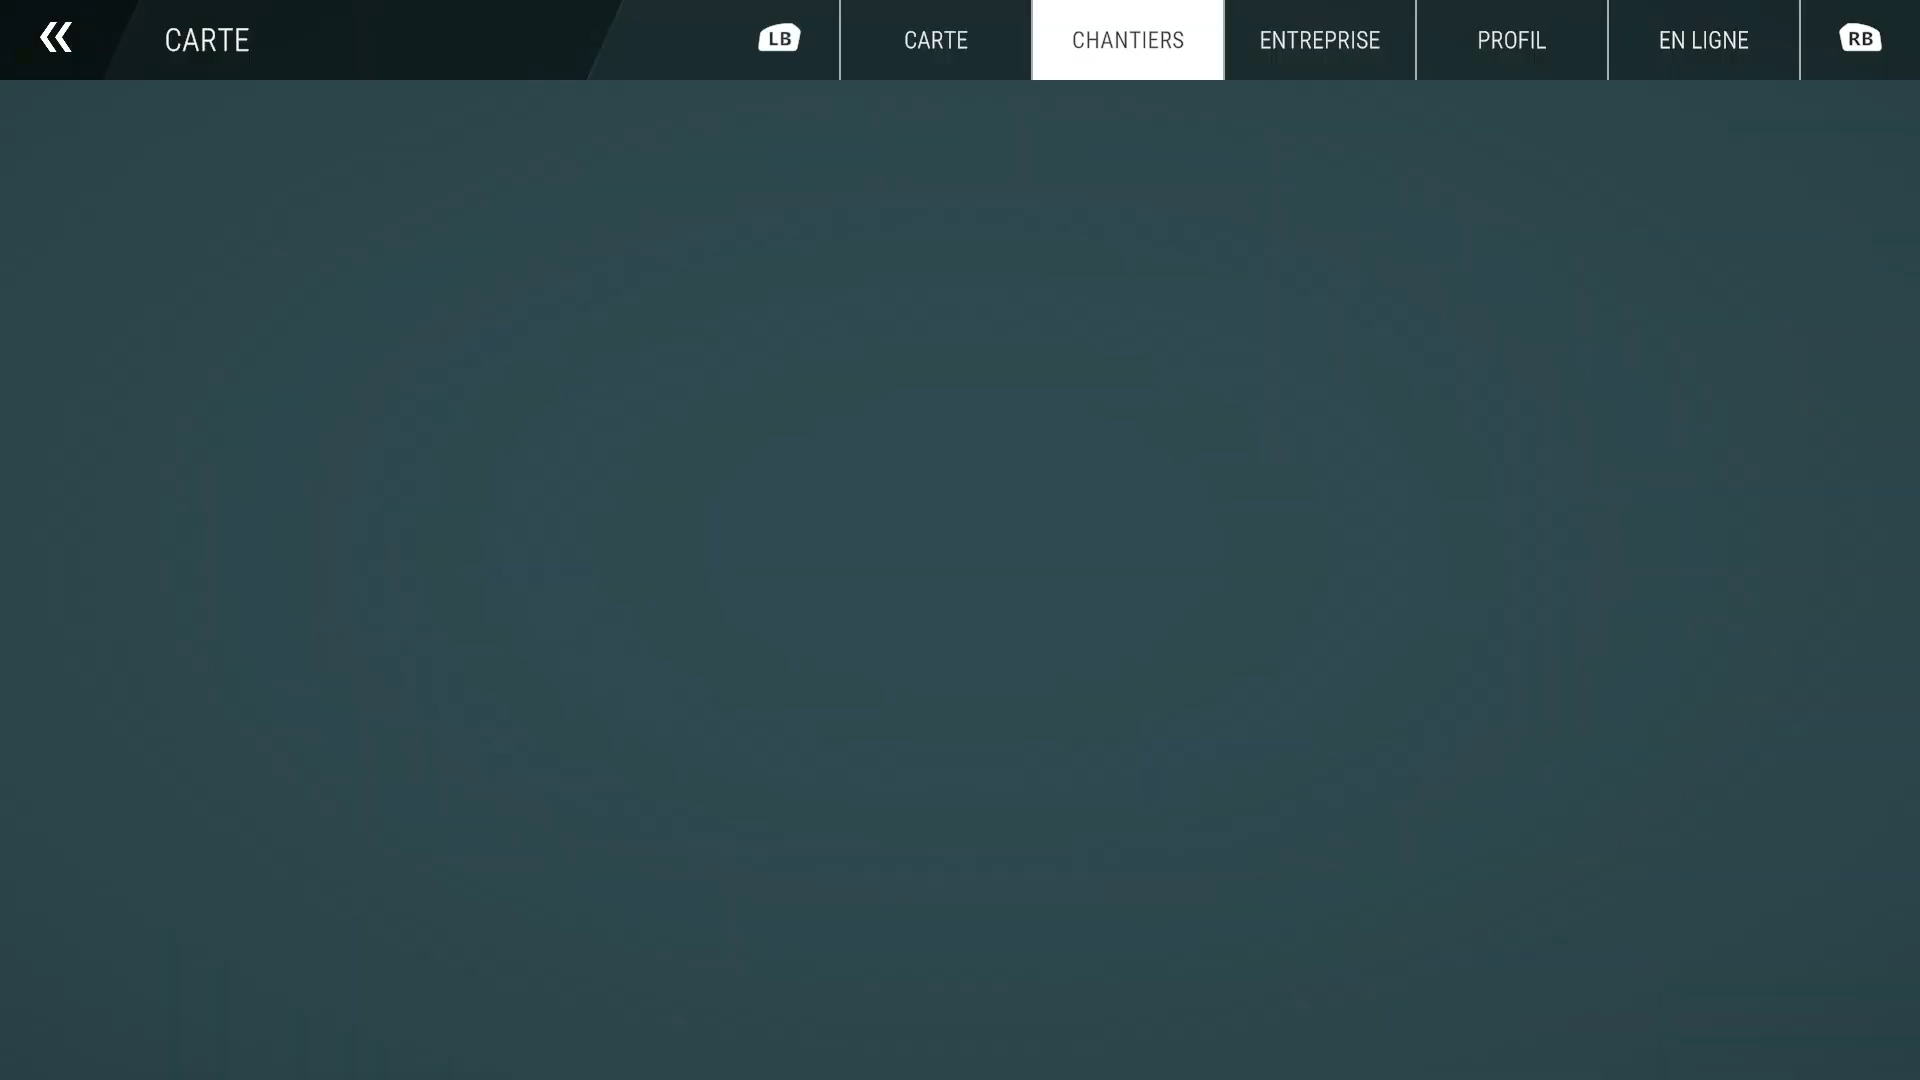 CARTE
LB
CARTE
CHANTIERS
ENTREPRISE
PROFIL
EN LIGNE
RB